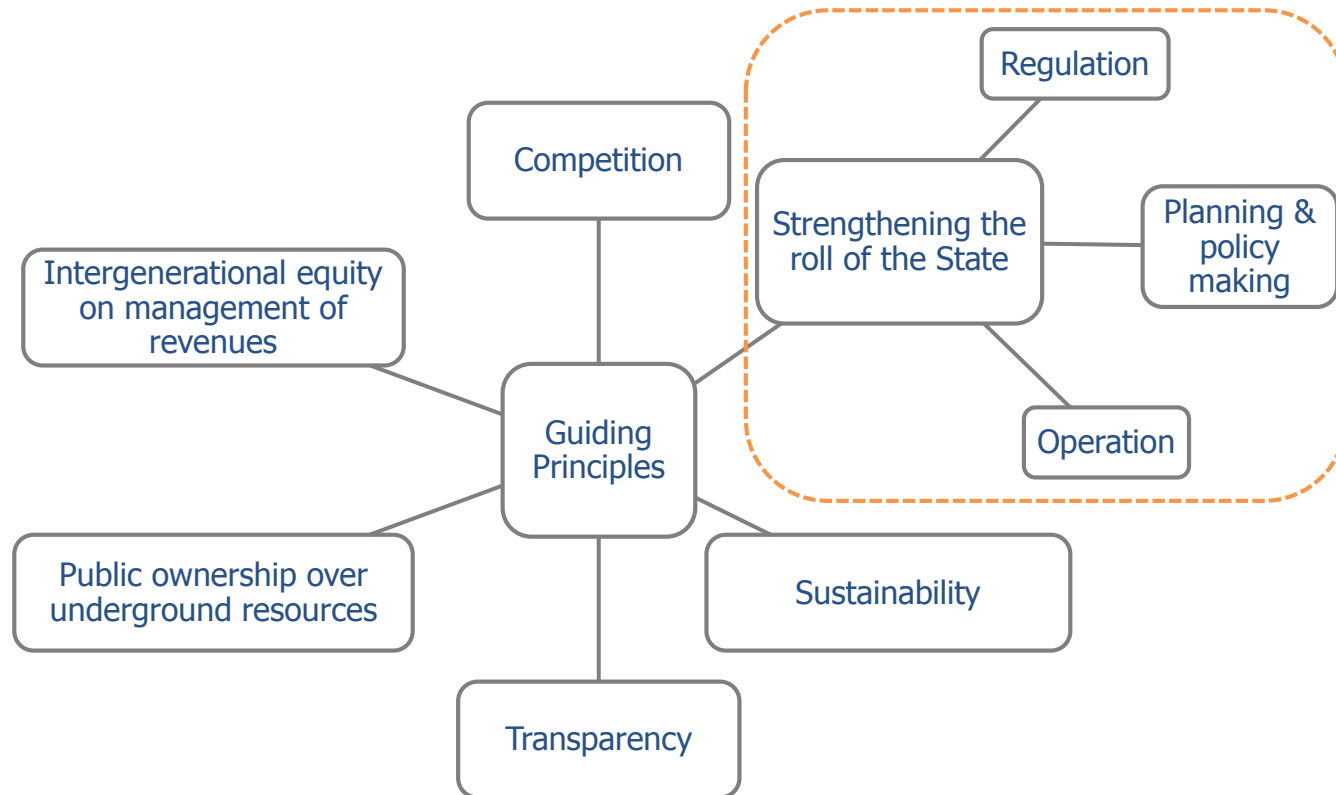 Regulation
Competition
Strengthening the
roll of the State
Planning &
policy
making
Intergenerational equity
on management of
revenues
Guiding
Principles
Operation
Public ownership over
underground resources
Sustainability
Transparency